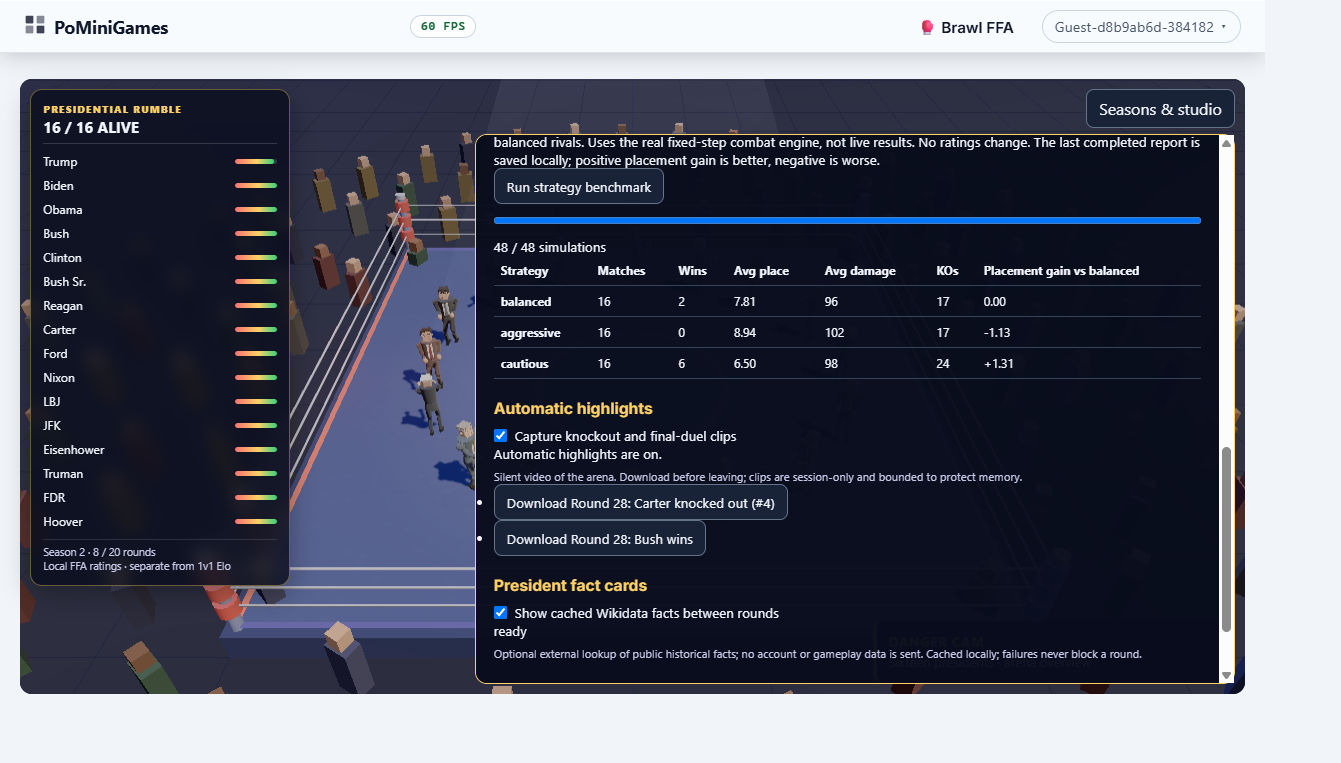 PoMiniGames
60 FPS
Brawl FFA
Guest-d8b9ab6d-384182
PRESIDENTIAL RUMBLE
16 / 16 ALIVE
Trump
Biden
Obama
Bush
Clinton
Bush Sr.
Reagan
Carter
Ford
Nixon
LBJ
JFK
Eisenhower
Truman
FDR
Hoover
Season 2 · 8 / 20 rounds
Local FFA ratings · separate from 1v1 Elo
Seasons & studio
balanced rivals. Uses the real fixed-step combat engine, not live results. No ratings change. The last completed report is
saved locally; positive placement gain is better, negative is worse.
Run strategy benchmark
48 / 48 simulations
Strategy Matches Wins Avg place Avg damage KOs Placement gain vs balanced
balanced 16 2 7.81 96 17 0.00
aggressive 16 0 8.94 102 17 -1.13
cautious 16 6 6.50 98 24 +1.31
Automatic highlights
Capture knockout and final-duel clips
Automatic highlights are on.
Silent video of the arena. Download before leaving; clips are session-only and bounded to protect memory.
Download Round 28: Carter knocked out (#4)
Download Round 28: Bush wins
President fact cards
Show cached Wikidata facts between rounds
ready
DANGER CAM
Optional external lookup of public historical facts; no account or gameplay data is sent. Cached locally; failures never block a round.